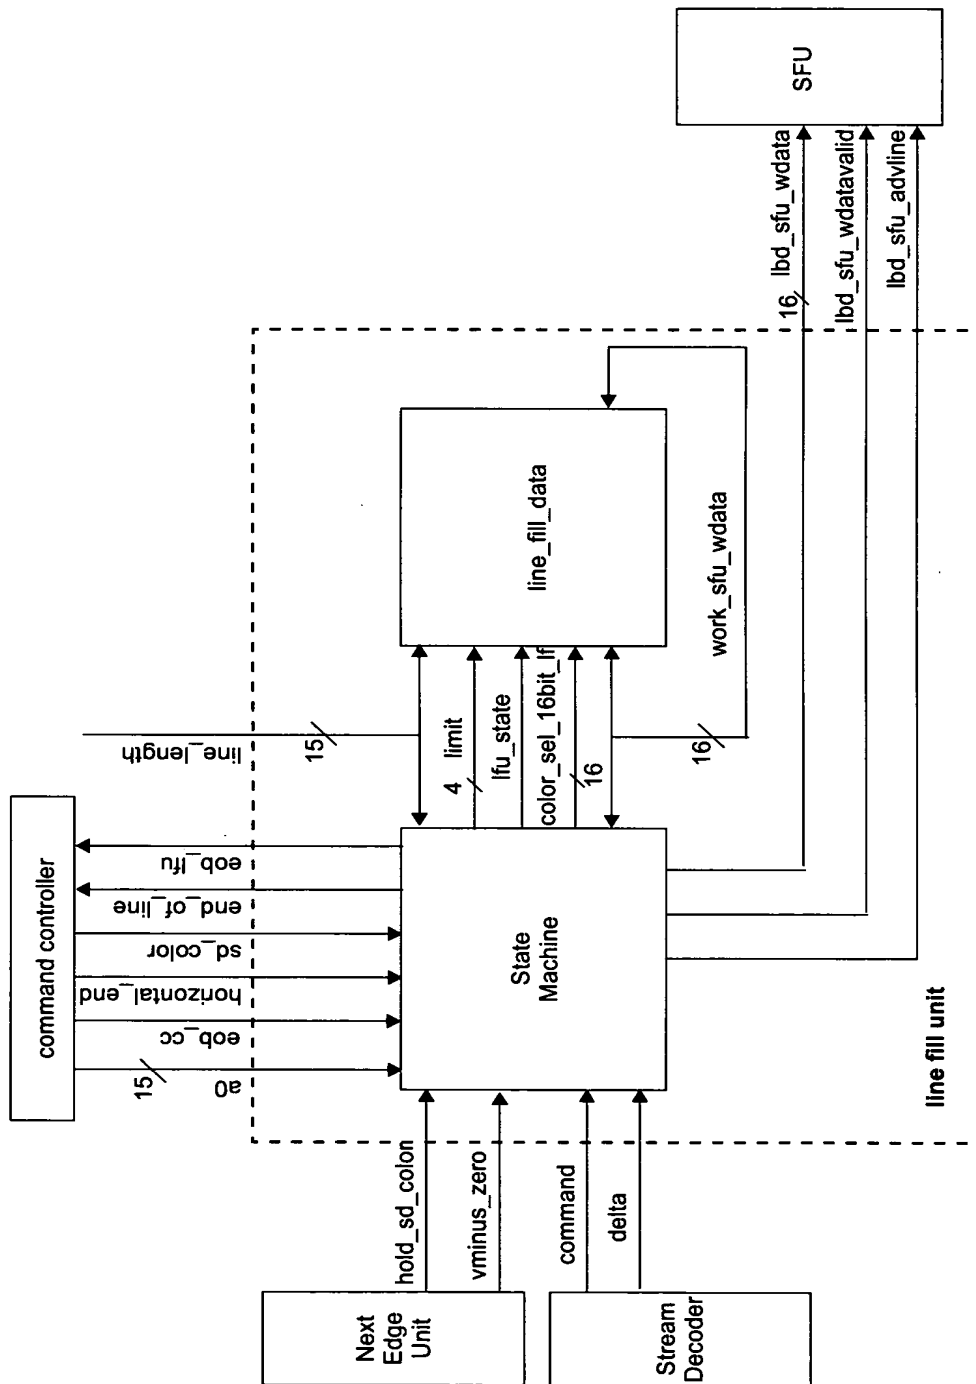 command controller
a0
15
eob_cc
horizontal_end
sd_color
end_of_line
eob_lfu
line_length
15
Next
Edge
Unit
hold_sd_colon
vminus_zero
Stream
Decoder
command
delta
State
Machine
4
limit
lfu_state
color_sel_16bit_lf
16
line_fill_data
16
work_sfu_wdata
16
lbd_sfu_wdata
lbd_sfu_wdatavalid
lbd_sfu_advline
SFU
line fill unit